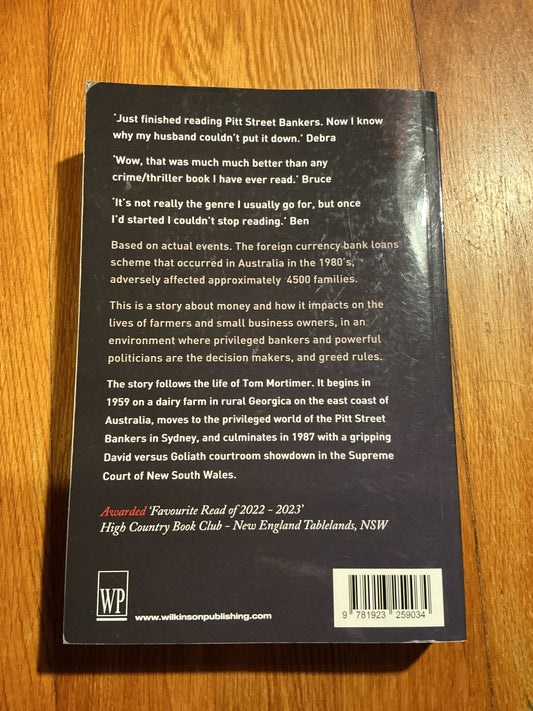 ‘Just finished reading Pitt Street Bankers. Now I know
why my husband couldn’t put it down.’ Debra
‘Wow, that was much much better than any
crime/thriller book I have ever read.’ Bruce
‘It’s not really the genre I usually go for, but once
I’d started I couldn’t stop reading.’ Ben
Based on actual events. The foreign currency bank loans
scheme that occurred in Australia in the 1980’s,
adversely affected approximately 4500 families.
This is a story about money and how it impacts on the
lives of farmers and small business owners, in an
environment where privileged bankers and powerful
politicians are the decision makers, and greed rules.
The story follows the life of Tom Mortimer. It begins in
1959 on a dairy farm in rural Georgica on the east coast of
Australia, moves to the privileged world of the Pitt Street
Bankers in Sydney, and culminates in 1987 with a gripping
David versus Goliath courtroom showdown in the Supreme
Court of New South Wales.
Awarded ‘Favourite Read of 2022 – 2023’
High Country Book Club – New England Tablelands, NSW
WP
www.wilkinsonpublishing.com
9 781923 259034